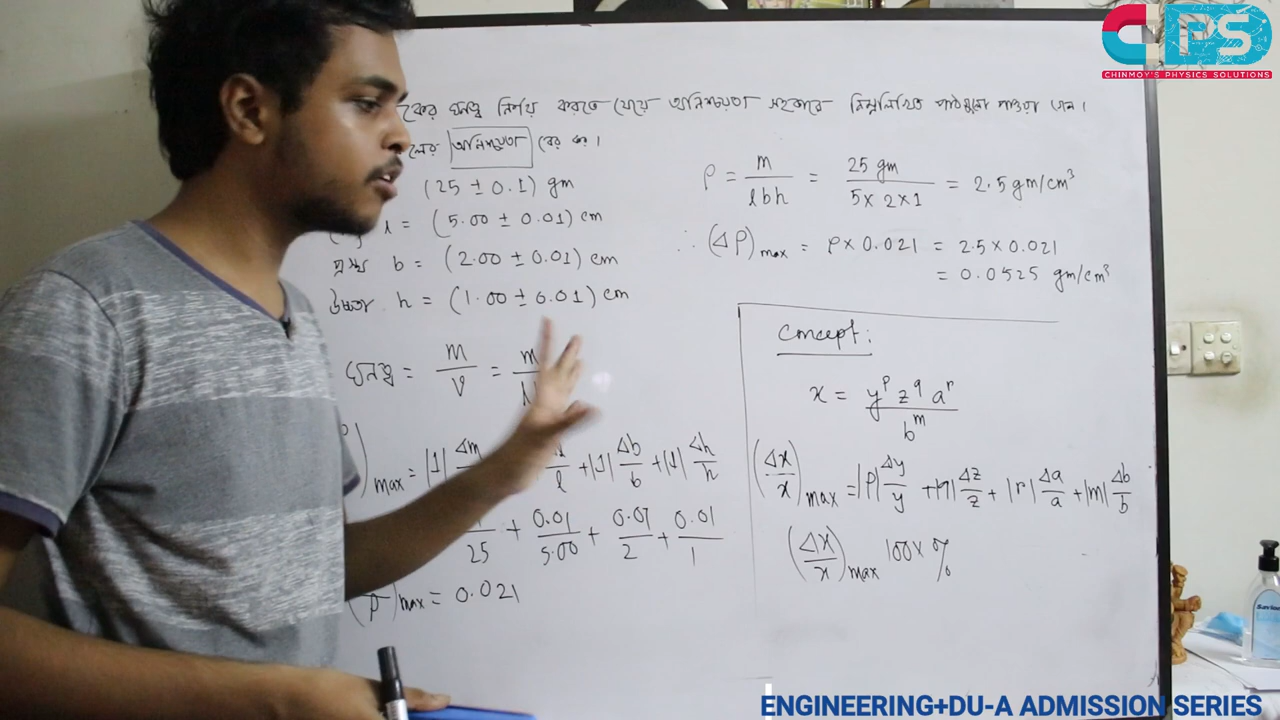 CPS
CHINMOY'S PHYSICS SOLUTIONS
ঘনত্ব নির্ণয় করতে যেয়ে অনিশ্চয়তা সহকারে নিম্নলিখিত পাঠগুলো পাওয়া গেল।
অনিশ্চয়তা বের কর।
(25 ± 0.1) gm
l = (5.00 ± 0.01) cm
প্রস্থ b = (2.00 ± 0.01) cm
উচ্চতা h = (1.00 ± 0.01) cm
ঘনত্ব = m/V = m
max = |1| Δm + |1| Δb/b + |1| Δh/h
25 + 0.01/5.00 + 0.01/2 + 0.01/1
max = 0.021
ρ = m/lbh = 25 gm/5×2×1 = 2.5 gm/cm³
∴ (Δρ)max = ρ × 0.021 = 2.5 × 0.021
= 0.0525 gm/cm³
Concept:
x = y^p z^q a^r / b^m
(Δx/x)max = |p| Δy/y + |q| Δz/z + |r| Δa/a + |m| Δb/b
(Δx/x)max 100× %
ENGINEERING+DU-A ADMISSION SERIES